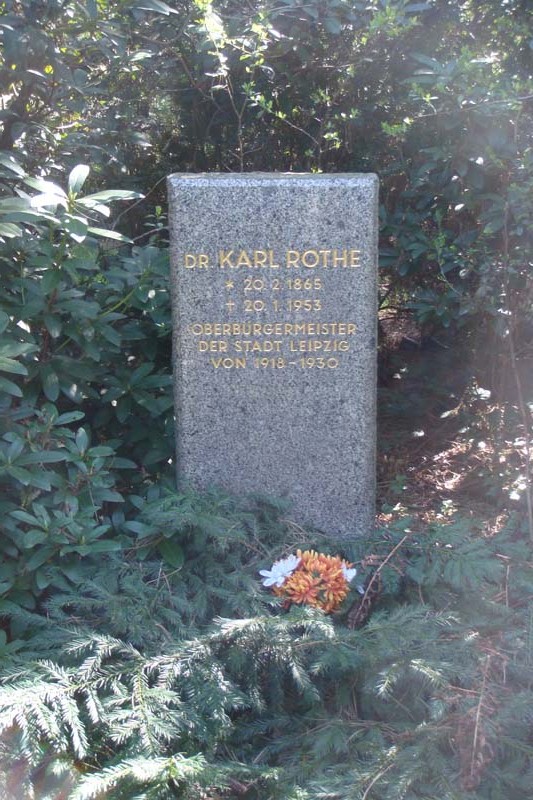 DR. KARL ROTHE
* 20. 2. 1865
† 20. 1. 1953
OBERBÜRGERMEISTER
DER STADT LEIPZIG
VON 1918-1930